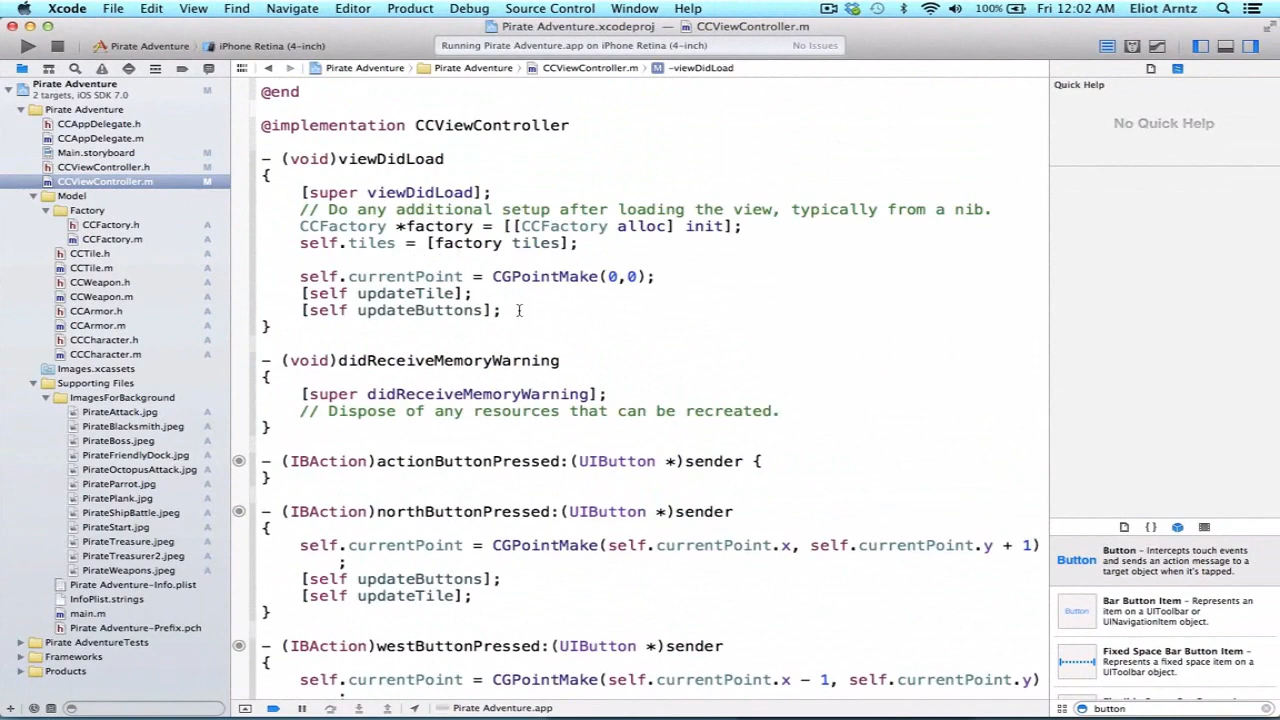 Xcode File Edit View Find Navigate Editor Product Debug Source Control Window Help 100% Fri 12:02 AM Eliot Arntz
Pirate Adventure.xcodeproj — CCViewController.m
Pirate Adventure iPhone Retina (4-inch) Running Pirate Adventure.app on iPhone Retina (4-inch) No Issues
Pirate Adventure Pirate Adventure CCViewController.m M -viewDidLoad
Pirate Adventure M
2 targets, iOS SDK 7.0
Pirate Adventure
h CCAppDelegate.h
m CCAppDelegate.m
Main.storyboard M
h CCViewController.h M
m CCViewController.m M
Model
Factory
h CCFactory.h A
m CCFactory.m A
h CCTile.h A
m CCTile.m A
h CCWeapon.h A
m CCWeapon.m A
h CCArmor.h A
m CCArmor.m A
h CCCharacter.h A
m CCCharacter.m A
Images.xcassets
Supporting Files
ImagesForBackground
PirateAttack.jpg A
PirateBlacksmith.jpeg A
PirateBoss.jpeg A
PirateFriendlyDock.jpg A
PirateOctopusAttack.jpg A
PirateParrot.jpg A
PiratePlank.jpg A
PirateShipBattle.jpeg A
PirateStart.jpg A
PirateTreasure.jpeg A
PirateTreasurer2.jpeg A
PirateWeapons.jpeg A
Pirate Adventure-Info.plist
InfoPlist.strings
m main.m
h Pirate Adventure-Prefix.pch
Pirate AdventureTests
Frameworks
Products
@end
@implementation CCViewController
- (void)viewDidLoad
{
[super viewDidLoad];
// Do any additional setup after loading the view, typically from a nib.
CCFactory *factory = [[CCFactory alloc] init];
self.tiles = [factory tiles];
self.currentPoint = CGPointMake(0,0);
[self updateTile];
[self updateButtons];
}
- (void)didReceiveMemoryWarning
{
[super didReceiveMemoryWarning];
// Dispose of any resources that can be recreated.
}
- (IBAction)actionButtonPressed:(UIButton *)sender {
}
- (IBAction)northButtonPressed:(UIButton *)sender
{
self.currentPoint = CGPointMake(self.currentPoint.x, self.currentPoint.y + 1)
;
[self updateButtons];
[self updateTile];
}
- (IBAction)westButtonPressed:(UIButton *)sender
{
self.currentPoint = CGPointMake(self.currentPoint.x - 1, self.currentPoint.y)
Pirate Adventure.app
Quick Help
No Quick Help
{ }
Button
Button – Intercepts touch events
and sends an action message to a
target object when it's tapped.
Button
Bar Button Item – Represents an
item on a UIToolbar or
UINavigationItem object.
Fixed Space Bar Button Item –
Represents a fixed space item on a
UIToolbar object.
button